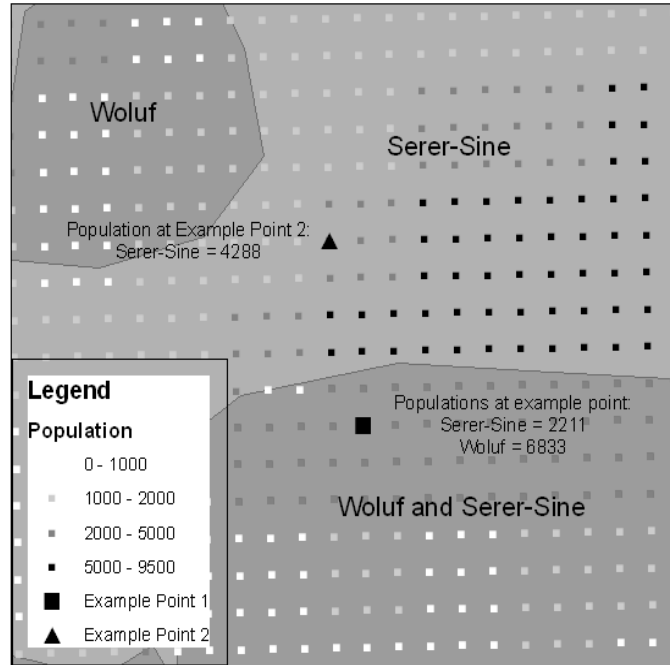 Woluf
Serer-Sine
Population at Example Point 2:
Serer-Sine = 4288
Populations at example point:
Serer-Sine = 2211
Woluf = 6833
Woluf and Serer-Sine
Legend
Population
0 - 1000
1000 - 2000
2000 - 5000
5000 - 9500
Example Point 1
Example Point 2